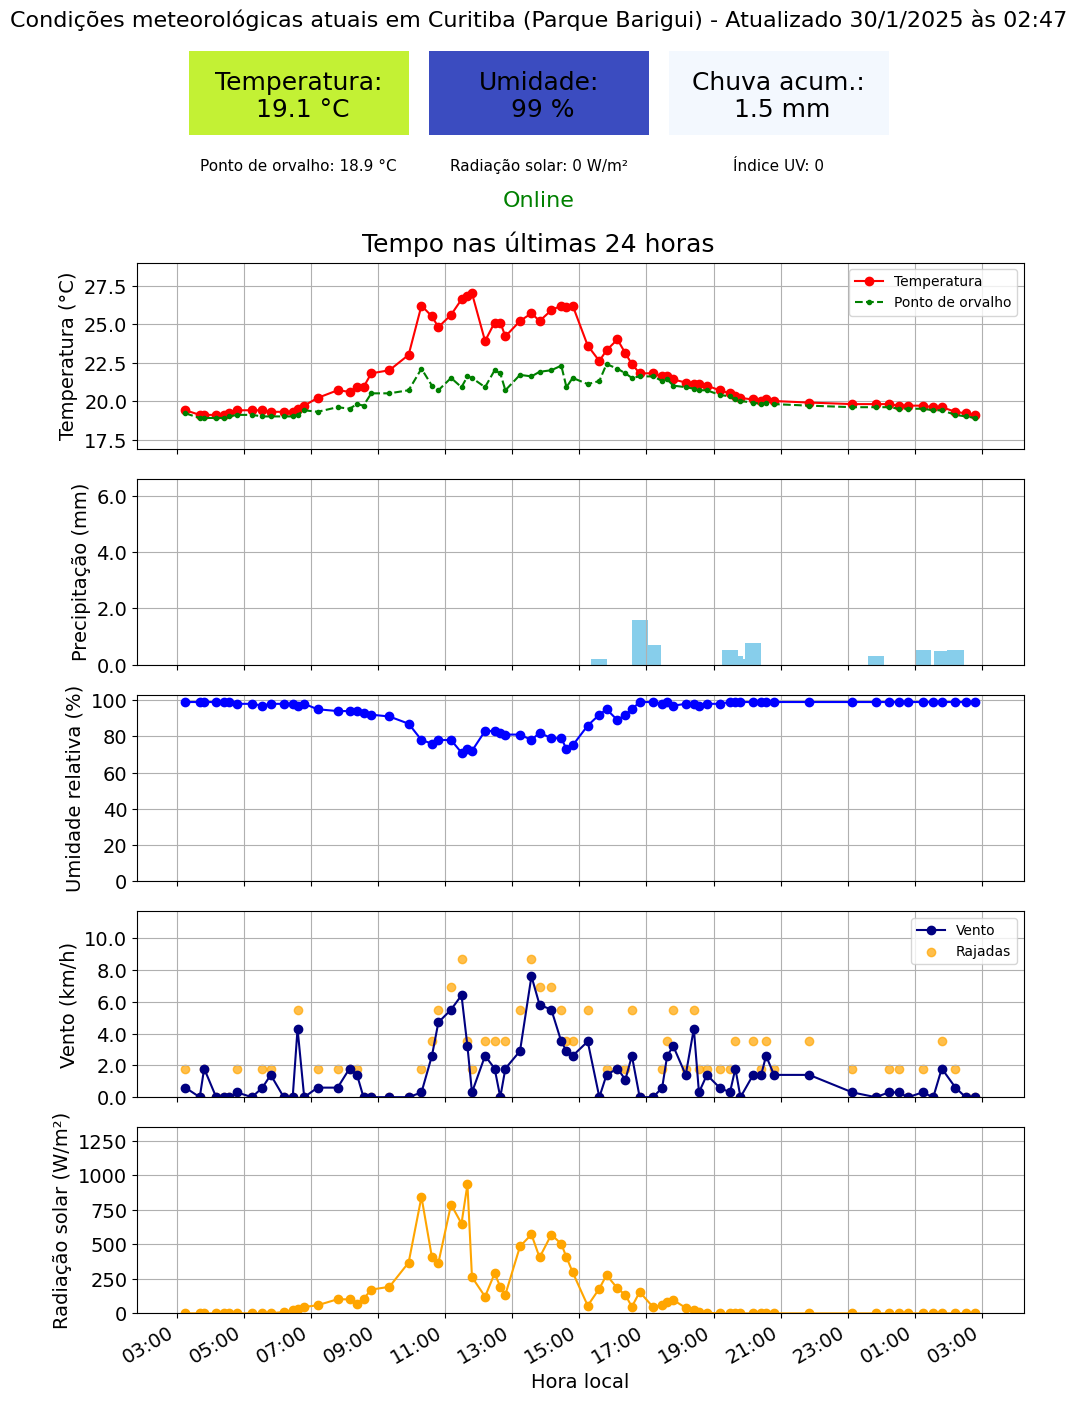 Condições meteorológicas atuais em Curitiba (Parque Barigui) - Atualizado 30/1/2025 às 02:47
Temperatura:
19.1 °C
Umidade:
99 %
Chuva acum.:
1.5 mm
Ponto de orvalho: 18.9 °C
Radiação solar: 0 W/m²
Índice UV: 0
Online
Tempo nas últimas 24 horas
Temperatura (°C)
27.5
25.0
22.5
20.0
17.5
Temperatura
Ponto de orvalho
Precipitação (mm)
6.0
4.0
2.0
0.0
Umidade relativa (%)
100
80
60
40
20
0
Vento (km/h)
10.0
8.0
6.0
4.0
2.0
0.0
Vento
Rajadas
Radiação solar (W/m²)
1250
1000
750
500
250
0
03:00
05:00
07:00
09:00
11:00
13:00
15:00
17:00
19:00
21:00
23:00
01:00
03:00
Hora local